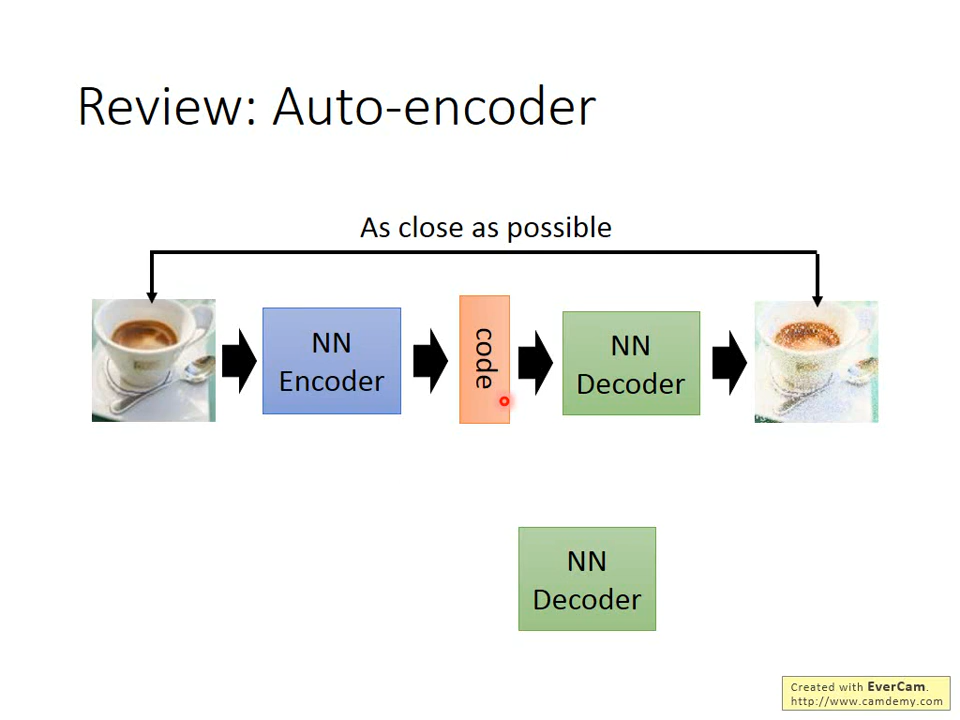 Review: Auto-encoder
As close as possible
NN
Encoder
code
NN
Decoder
NN
Decoder
Created with EverCam.
http://www.camdemy.com